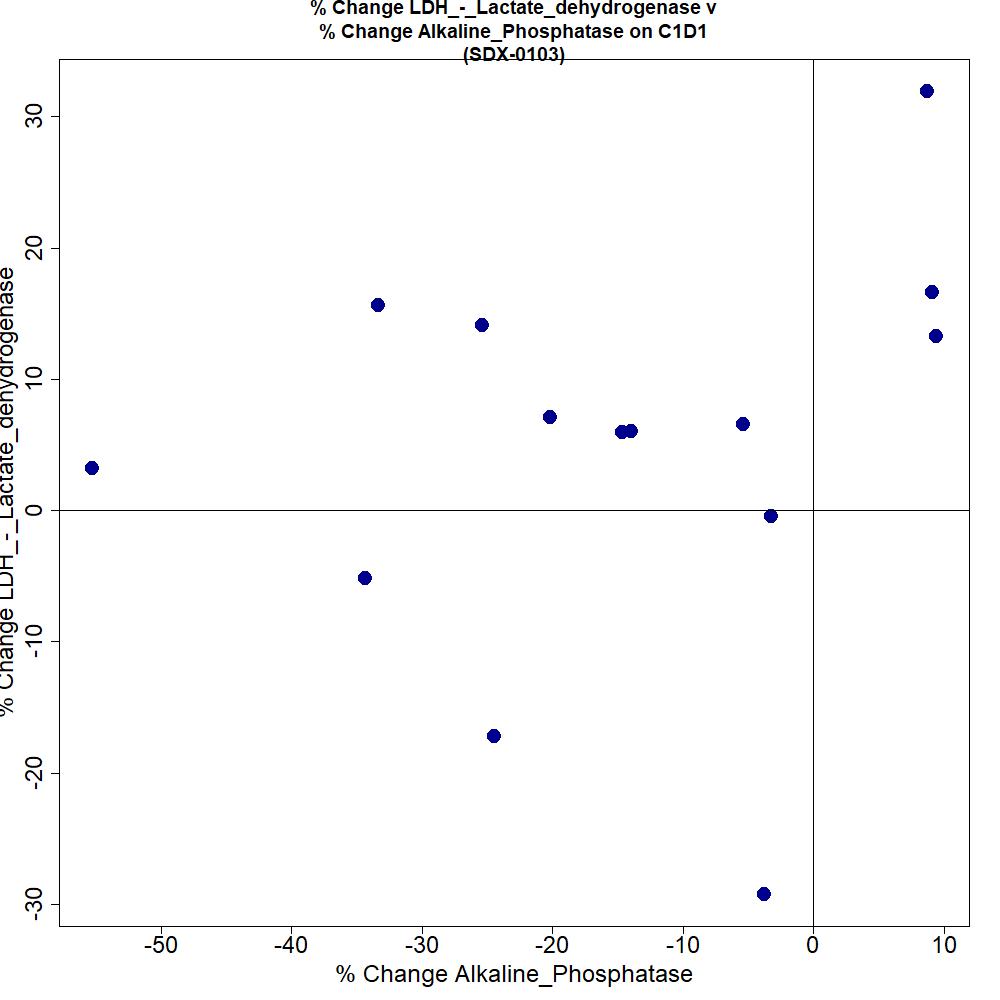 % Change LDH_-_Lactate_dehydrogenase v
% Change Alkaline_Phosphatase on C1D1
(SDX-0103)
% Change LDH_-_Lactate_dehydrogenase
30
20
10
0
-10
-20
-30
-50 -40 -30 -20 -10 0 10
% Change Alkaline_Phosphatase